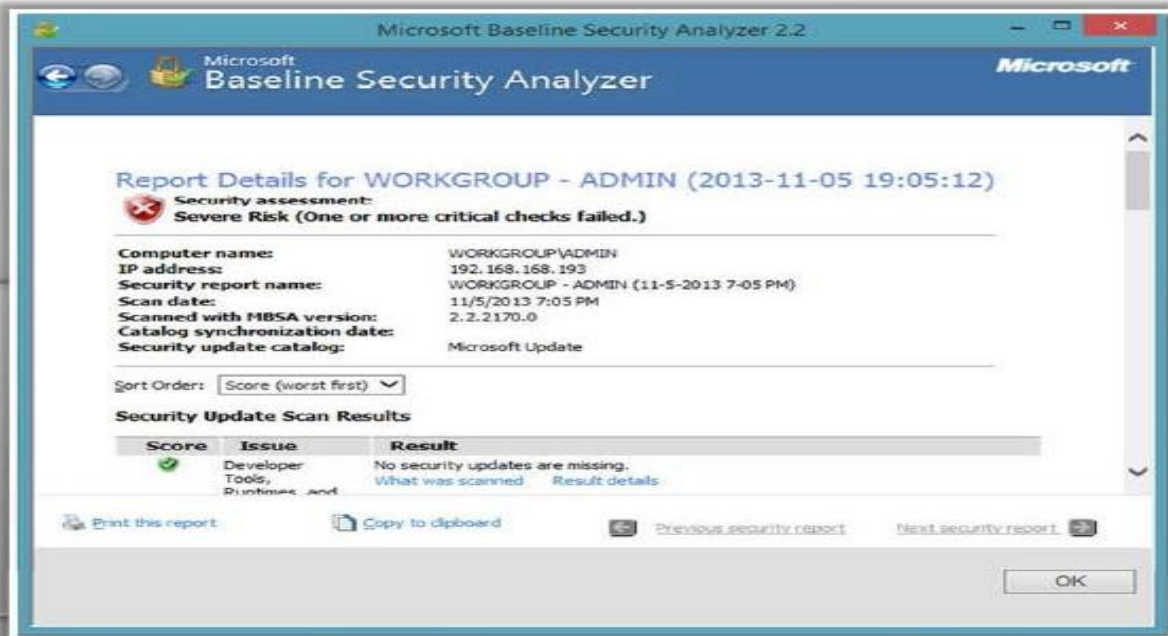 Microsoft Baseline Security Analyzer 2.2
Microsoft
Baseline Security Analyzer
Microsoft
Report Details for WORKGROUP - ADMIN (2013-11-05 19:05:12)
Security assessment:
Severe Risk (One or more critical checks failed.)
Computer name: WORKGROUP\ADMIN
IP address: 192.168.168.193
Security report name: WORKGROUP - ADMIN (11-5-2013 7-05 PM)
Scan date: 11/5/2013 7:05 PM
Scanned with MBSA version: 2.2.2170.0
Catalog synchronization date:
Security update catalog: Microsoft Update
Sort Order: Score (worst first)
Security Update Scan Results
Score Issue Result
Developer No security updates are missing.
Tools, What was scanned Result details
Runtimes, and
Print this report Copy to clipboard Previous security report Next security report
OK